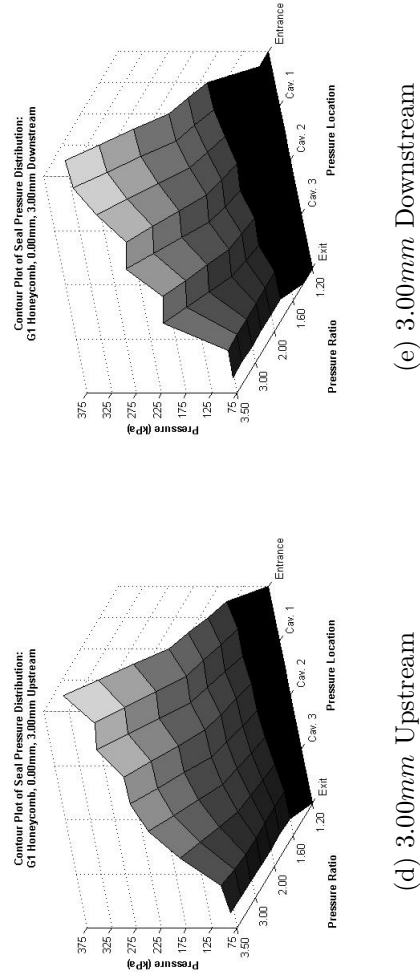 Contour Plot of Seal Pressure Distribution:
G1 Honeycomb, 0.00mm, 3.00mm Upstream
375
325
275
225
175
125
75
Pressure (kPa)
3.50
3.00
2.00
1.60
1.20
Pressure Ratio
Exit
Cav. 3
Cav. 2
Cav. 1
Entrance
Pressure Location
(d) 3.00mm Upstream
Contour Plot of Seal Pressure Distribution:
G1 Honeycomb, 0.00mm, 3.00mm Downstream
375
325
275
225
175
125
75
Pressure (kPa)
3.50
3.00
2.00
1.60
1.20
Pressure Ratio
Exit
Cav. 3
Cav. 2
Cav. 1
Entrance
Pressure Location
(e) 3.00mm Downstream